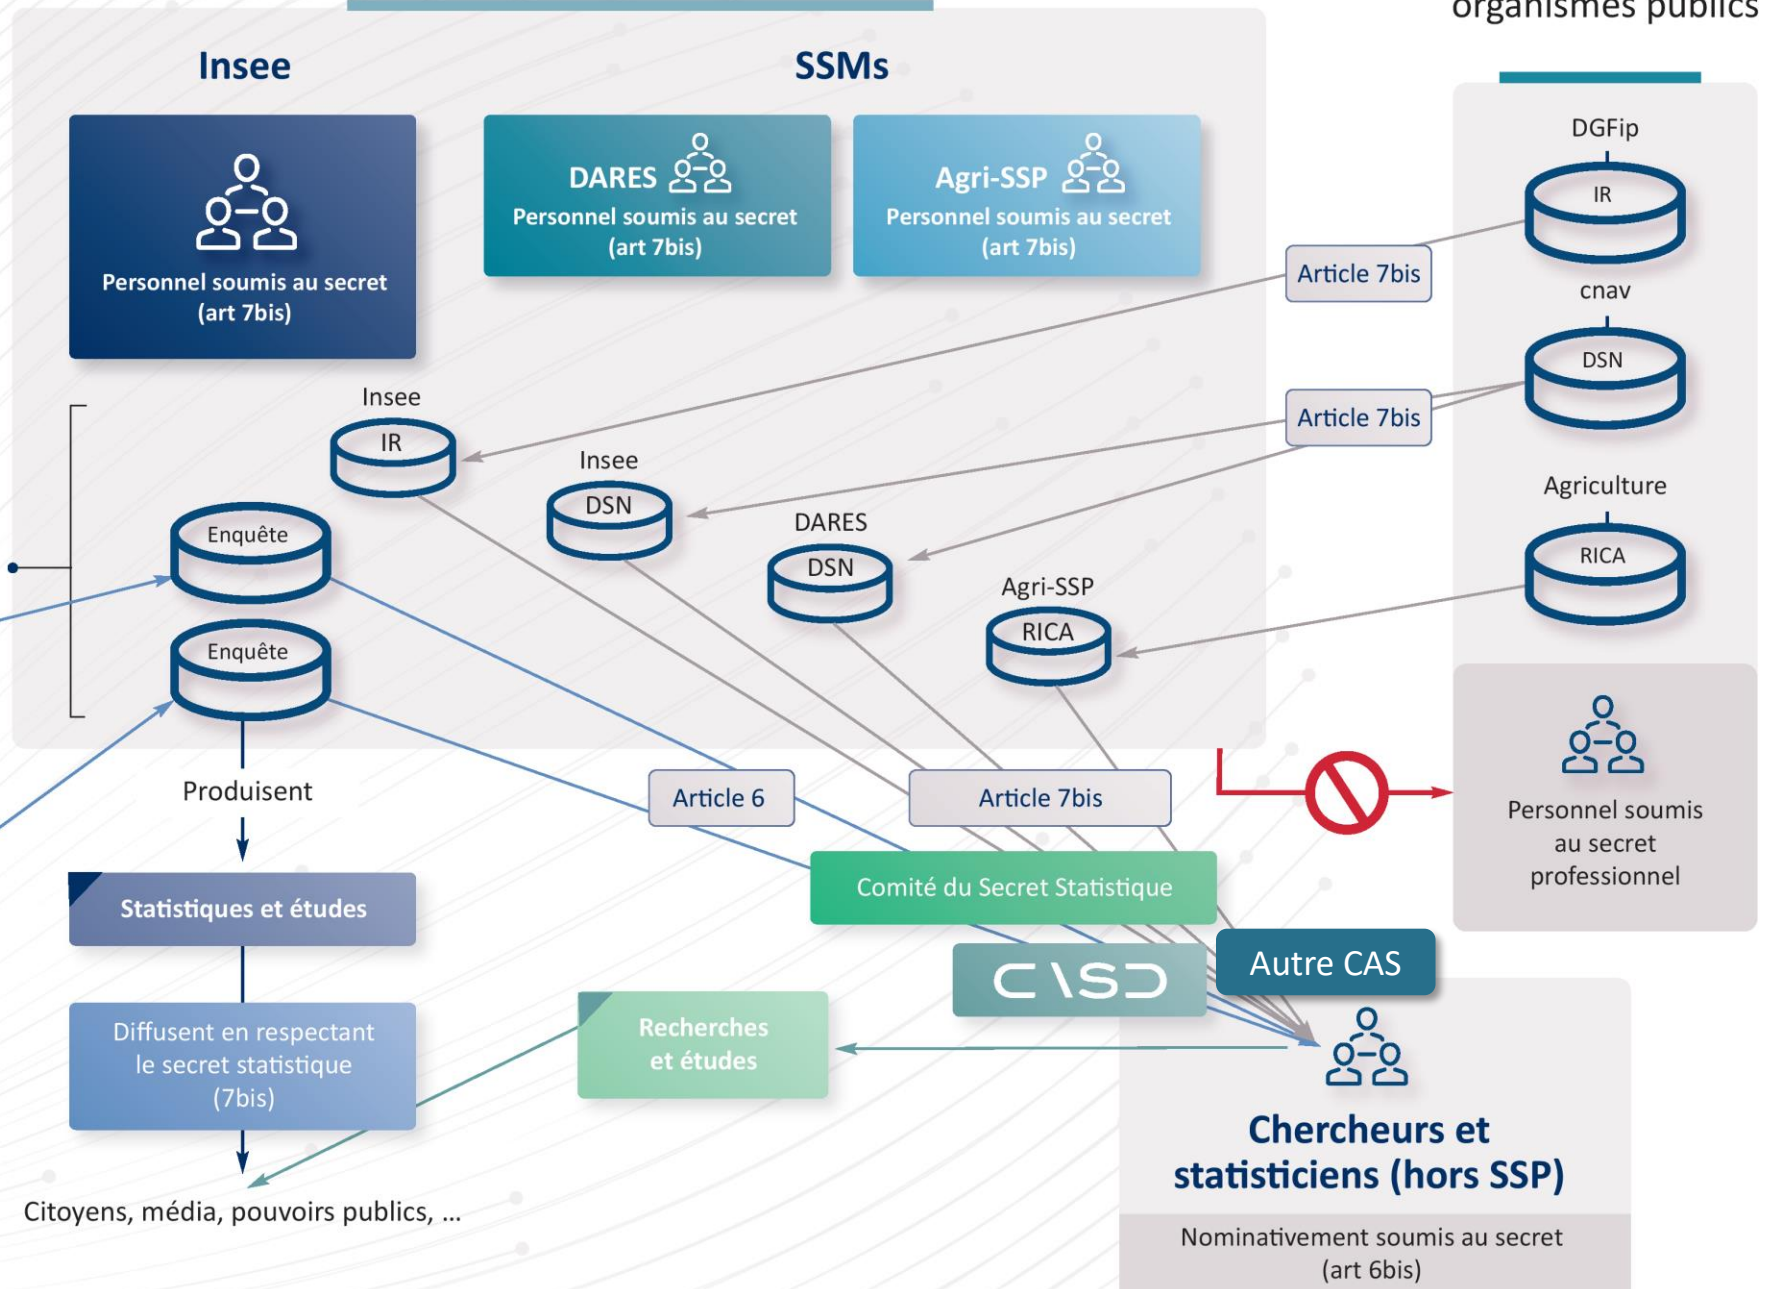 organismes publics
Insee
SSMs
Personnel soumis au secret
(art 7bis)
DARES
Personnel soumis au secret
(art 7bis)
Agri-SSP
Personnel soumis au secret
(art 7bis)
DGFip
IR
Article 7bis
cnav
DSN
Article 7bis
Agriculture
RICA
Insee
IR
Insee
DSN
DARES
DSN
Agri-SSP
RICA
Enquête
Enquête
Produisent
Article 6
Article 7bis
Personnel soumis
au secret
professionnel
Comité du Secret Statistique
Statistiques et études
CASD
Autre CAS
Diffusent en respectant
le secret statistique
(7bis)
Recherches
et études
Chercheurs et
statisticiens (hors SSP)
Citoyens, média, pouvoirs publics, ...
Nominativement soumis au secret
(art 6bis)